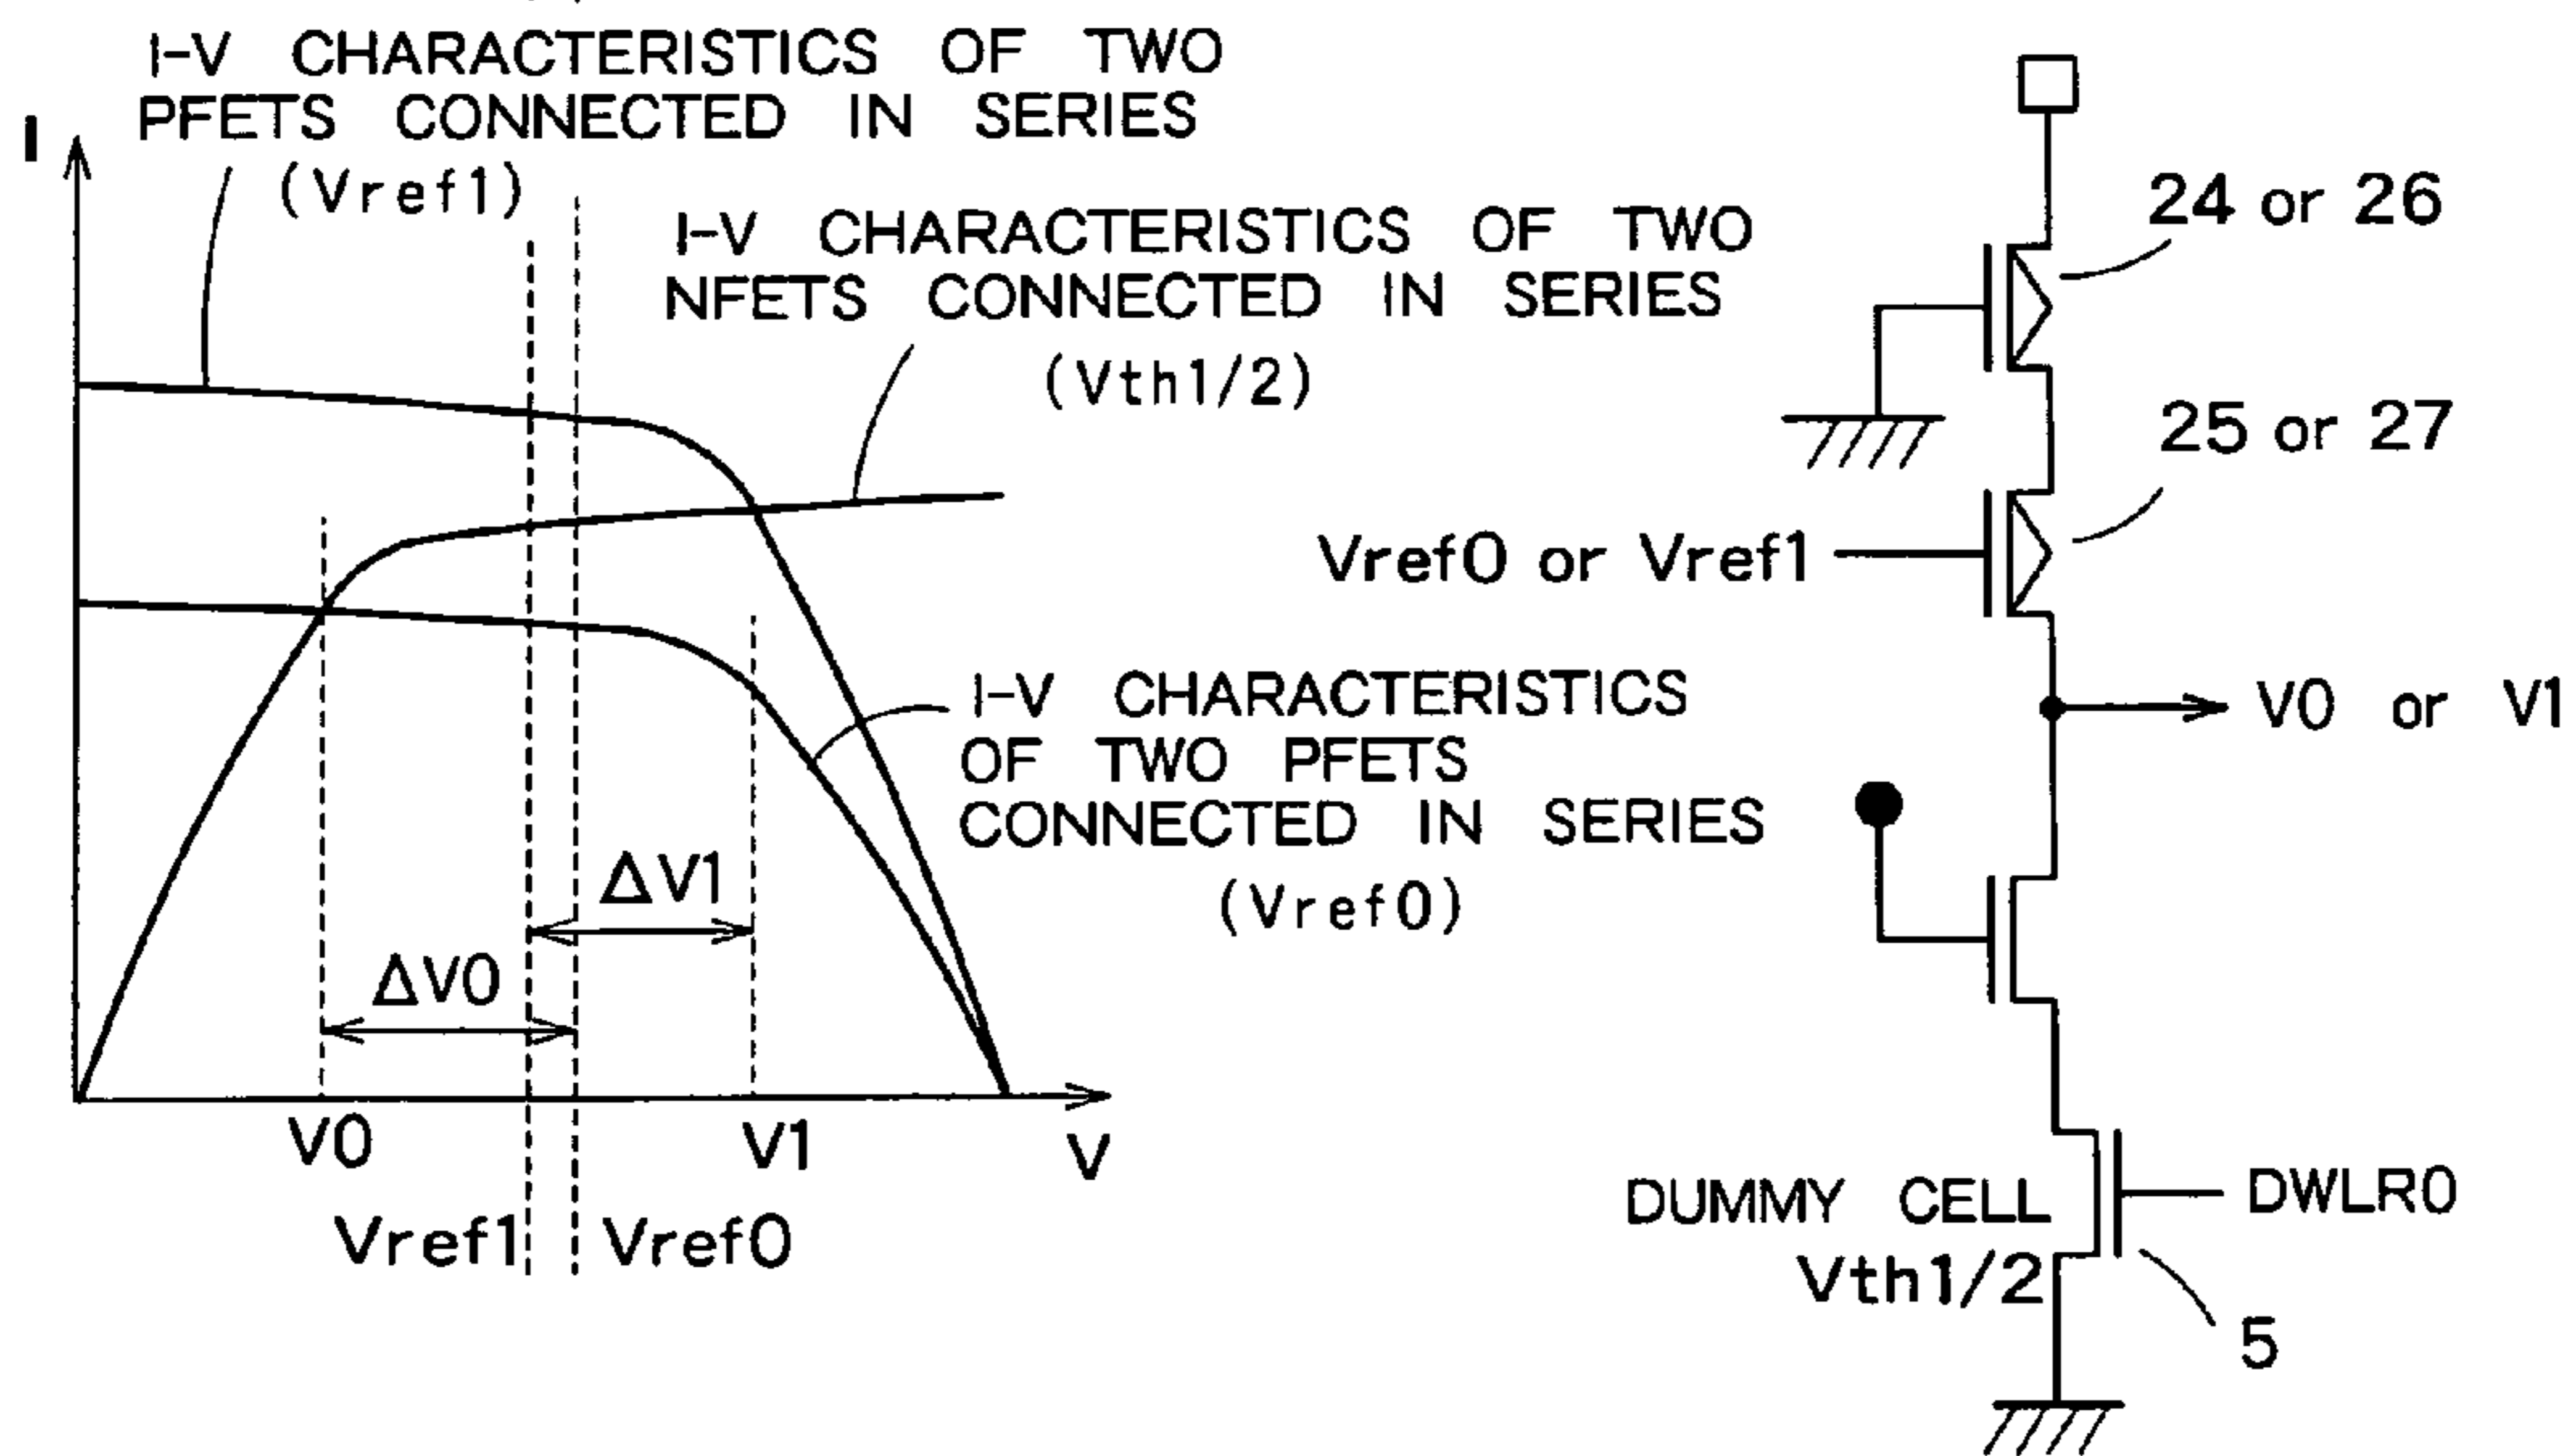 I-V CHARACTERISTICS OF TWO
PFETS CONNECTED IN SERIES
(Vref1)
I
I-V CHARACTERISTICS OF TWO
NFETS CONNECTED IN SERIES
(Vth1/2)
I-V CHARACTERISTICS
OF TWO PFETS
CONNECTED IN SERIES
(Vref0)
ΔV1
ΔV0
V0
V1
V
Vref1
Vref0
24 or 26
25 or 27
Vref0 or Vref1
V0 or V1
DUMMY CELL
Vth1/2
DWLR0
5